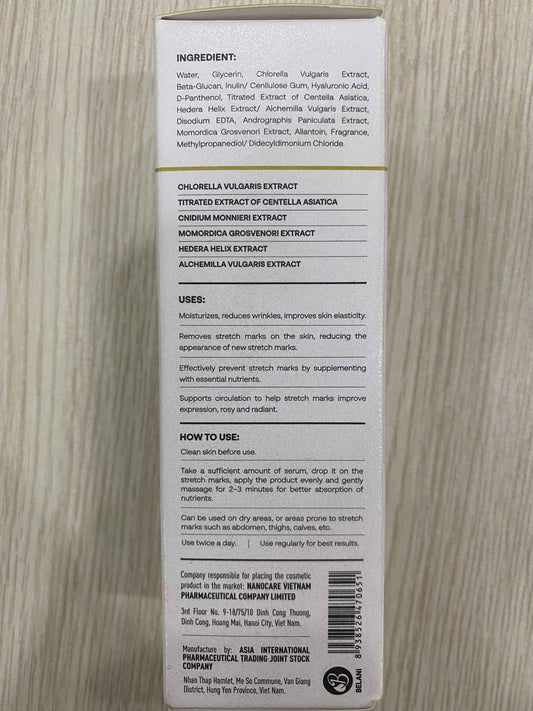 INGREDIENT:
Water, Glycerin, Chlorella Vulgaris Extract,
Beta-Glucan, Inulin/ Cenllulose Gum, Hyaluronic Acid,
D-Panthenol, Titrated Extract of Centella Asiatica,
Hedera Helix Extract/ Alchemilla Vulgaris Extract,
Disodium EDTA, Andrographis Paniculata Extract,
Momordica Grosvenori Extract, Allantoin, Fragrance,
Methylpropanediol/ Didecyldimonium Chloride.
CHLORELLA VULGARIS EXTRACT
TITRATED EXTRACT OF CENTELLA ASIATICA
CNIDIUM MONNIERI EXTRACT
MOMORDICA GROSVENORI EXTRACT
HEDERA HELIX EXTRACT
ALCHEMILLA VULGARIS EXTRACT
USES:
Moisturizes, reduces wrinkles, improves skin elasticity.
Removes stretch marks on the skin, reducing the
appearance of new stretch marks.
Effectively prevent stretch marks by supplementing
with essential nutrients.
Supports circulation to help stretch marks improve
expression, rosy and radiant.
HOW TO USE:
Clean skin before use.
Take a sufficient amount of serum, drop it on the
stretch marks, apply the product evenly and gently
massage for 2-3 minutes for better absorption of
nutrients.
Can be used on dry areas, or areas prone to stretch
marks such as abdomen, thighs, calves, etc.
Use twice a day. | Use regularly for best results.
Company responsible for placing the cosmetic
product in the market: NANOCARE VIETNAM
PHARMACEUTICAL COMPANY LIMITED
3rd Floor No. 9-18/75/10 Dinh Cong Thuong,
Dinh Cong, Hoang Mai, Hanoi City, Viet Nam.
Manufacture by: ASIA INTERNATIONAL
PHARMACEUTICAL TRADING JOINT STOCK
COMPANY
Nhan Thap Hamlet, Me So Commune, Van Giang
District, Hung Yen Province, Viet Nam.
8 938526 470651
BELANI